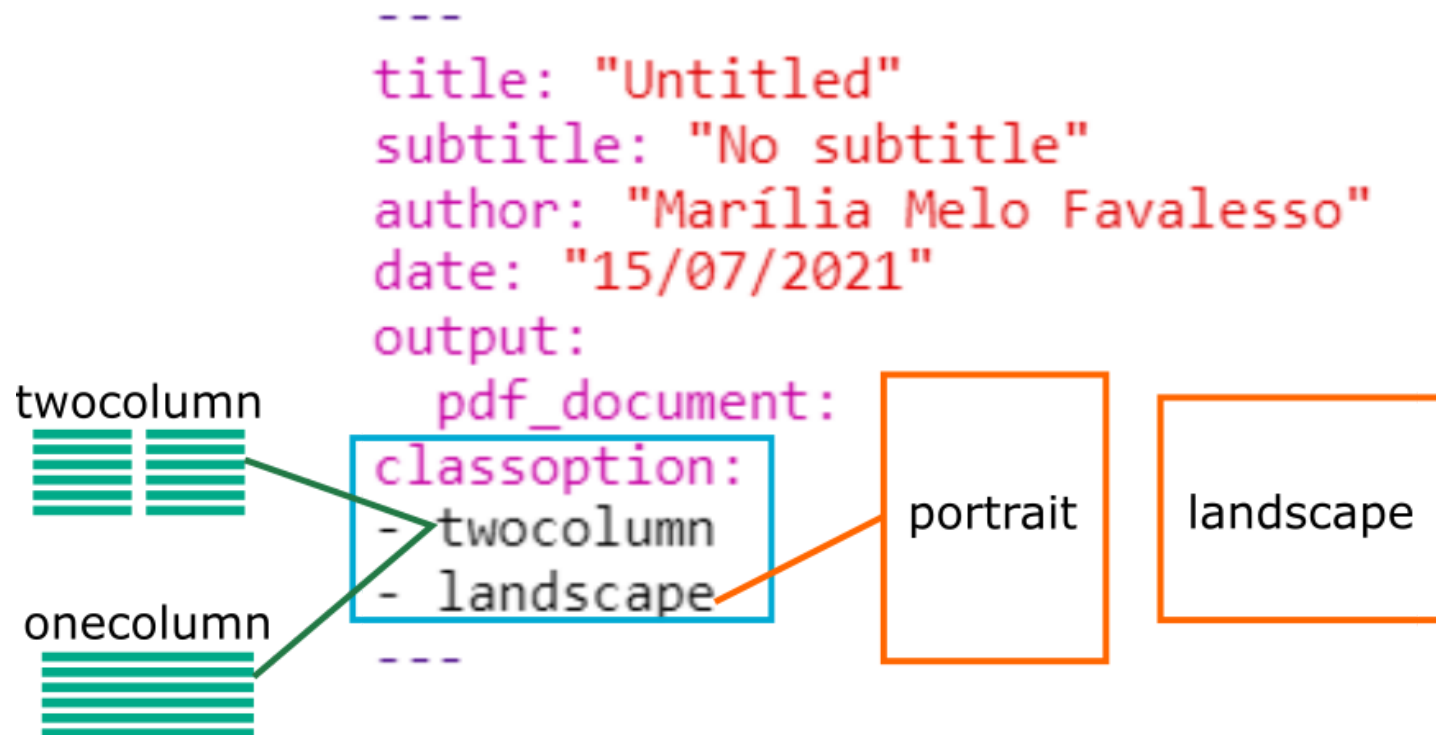 ---
title: "Untitled"
subtitle: "No subtitle"
author: "Marília Melo Favalesso"
date: "15/07/2021"
output:
  pdf_document:
classoption:
- twocolumn
- landscape
---
twocolumn
onecolumn
portrait
landscape